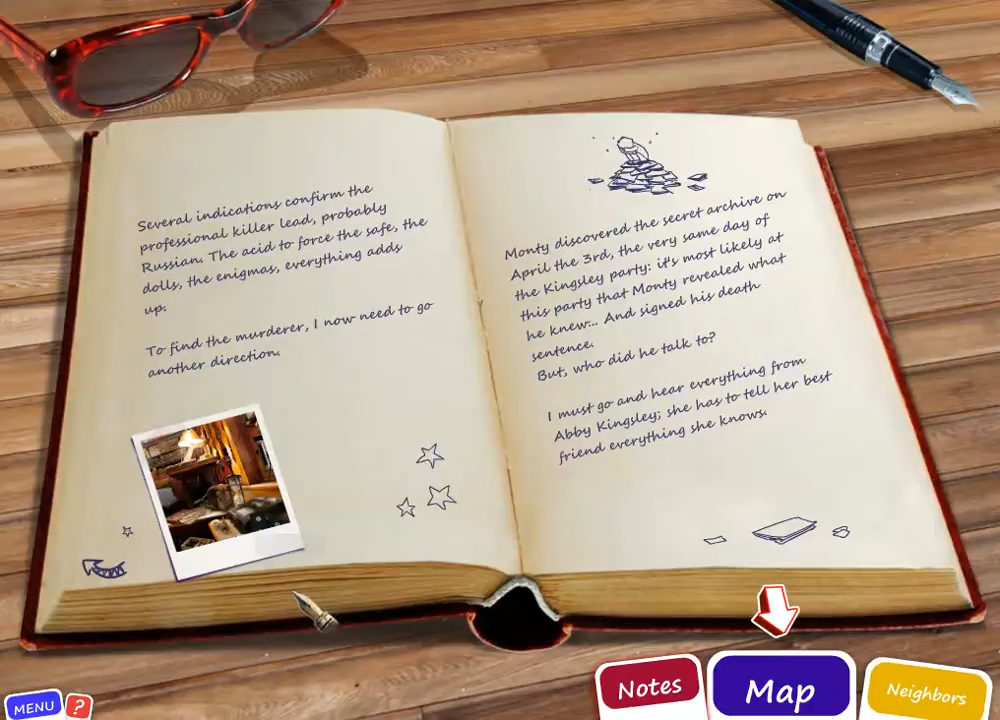 Several indications confirm the
professional killer lead, probably
Russian. The acid to force the safe, the
dolls, the enigmas, everything adds
up.
To find the murderer, I now need to go
another direction.
Monty discovered the secret archive on
April the 3rd, the very same day of
the Kingsley party: it's most likely at
this party that Monty revealed what
he knew... And signed his death
sentence.
But, who did he talk to?
I must go and hear everything from
Abby Kingsley; she has to tell her best
friend everything she knows.
MENU
?
Notes
Map
Neighbors